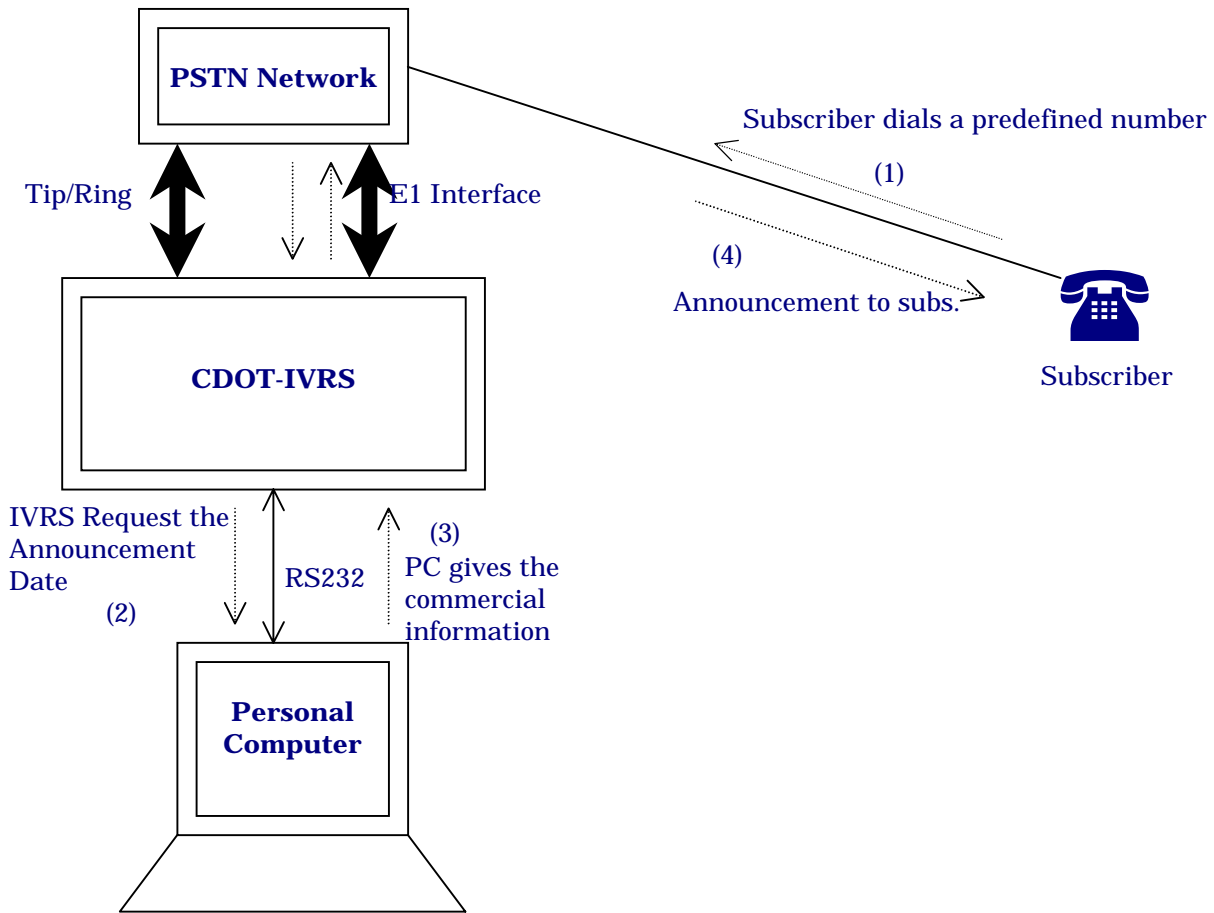 PSTN Network
Subscriber dials a predefined number
(1)
Tip/Ring
E1 Interface
(4)
Announcement to subs.
CDOT-IVRS
Subscriber
IVRS Request the
Announcement
Date
(2)
RS232
(3)
PC gives the
commercial
information
Personal
Computer